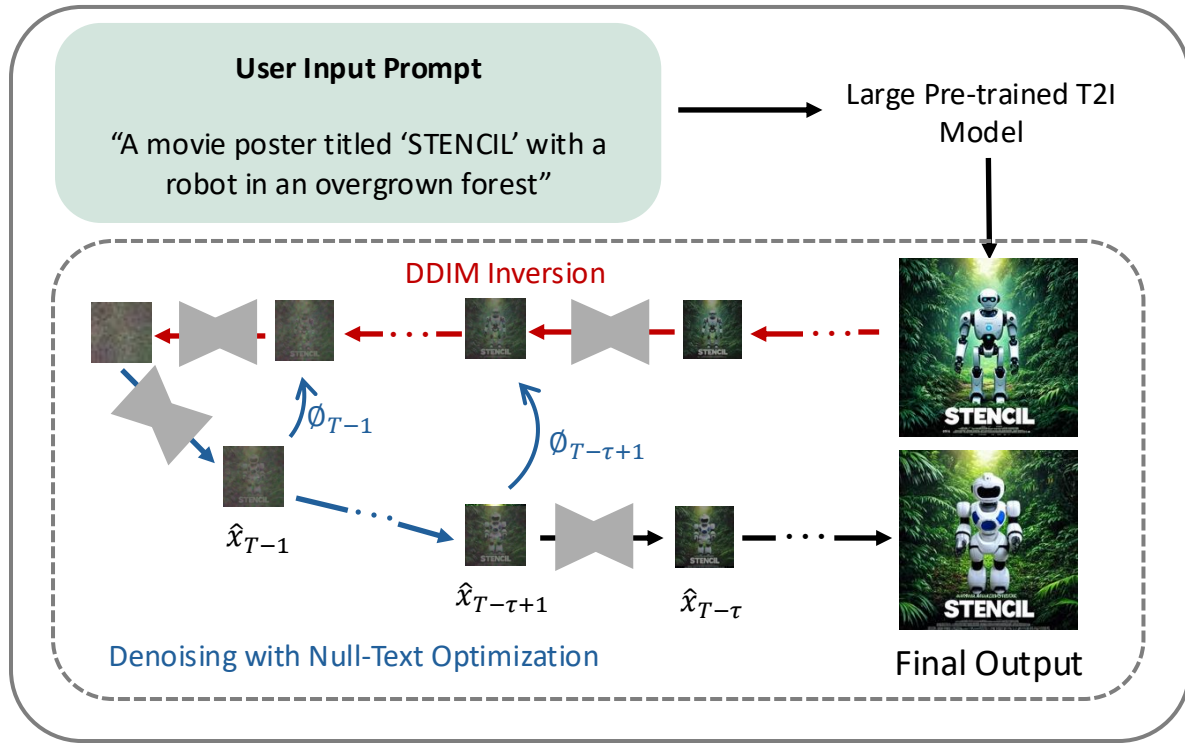 User Input Prompt
“A movie poster titled ‘STENCIL’ with a
robot in an overgrown forest”
Large Pre-trained T2I
Model
DDIM Inversion
STENCIL
STENCIL
STENCIL
STENCIL
∅_{T−1}
∅_{T−τ+1}
x̂_{T−1}
x̂_{T−τ+1}
x̂_{T−τ}
STENCIL
Denoising with Null-Text Optimization
Final Output